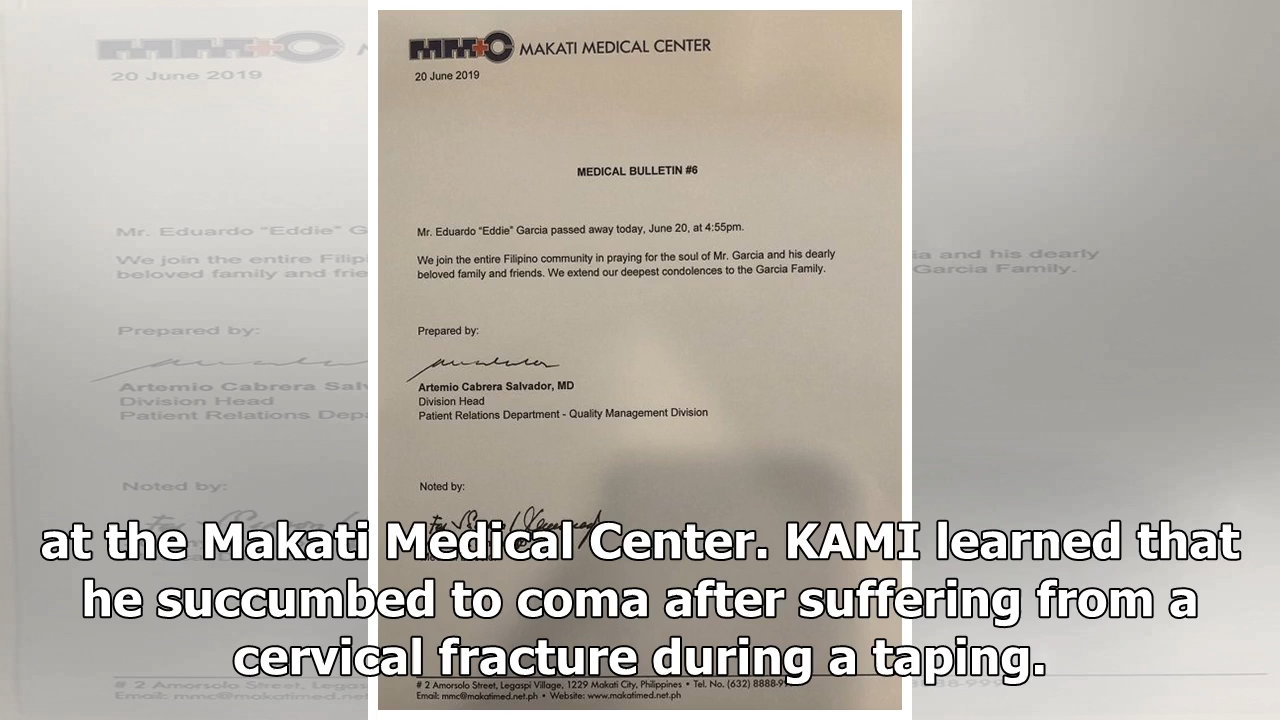 MMC MAKATI MEDICAL CENTER
20 June 2019
MEDICAL BULLETIN #6
Mr. Eduardo “Eddie” Garcia passed away today, June 20, at 4:55pm.
We join the entire Filipino community in praying for the soul of Mr. Garcia and his dearly
beloved family and friends. We extend our deepest condolences to the Garcia Family.
Prepared by:
Artemio Cabrera Salvador, MD
Division Head
Patient Relations Department - Quality Management Division
Noted by:
at the Makati Medical Center. KAMI learned that
he succumbed to coma after suffering from a
cervical fracture during a taping.
# 2 Amorsolo Street, Legaspi Village, 1229 Makati City, Philippines • Tel. No. (632) 8888-99
Email: mmc@makatimed.net.ph • Website: www.makatimed.net.ph